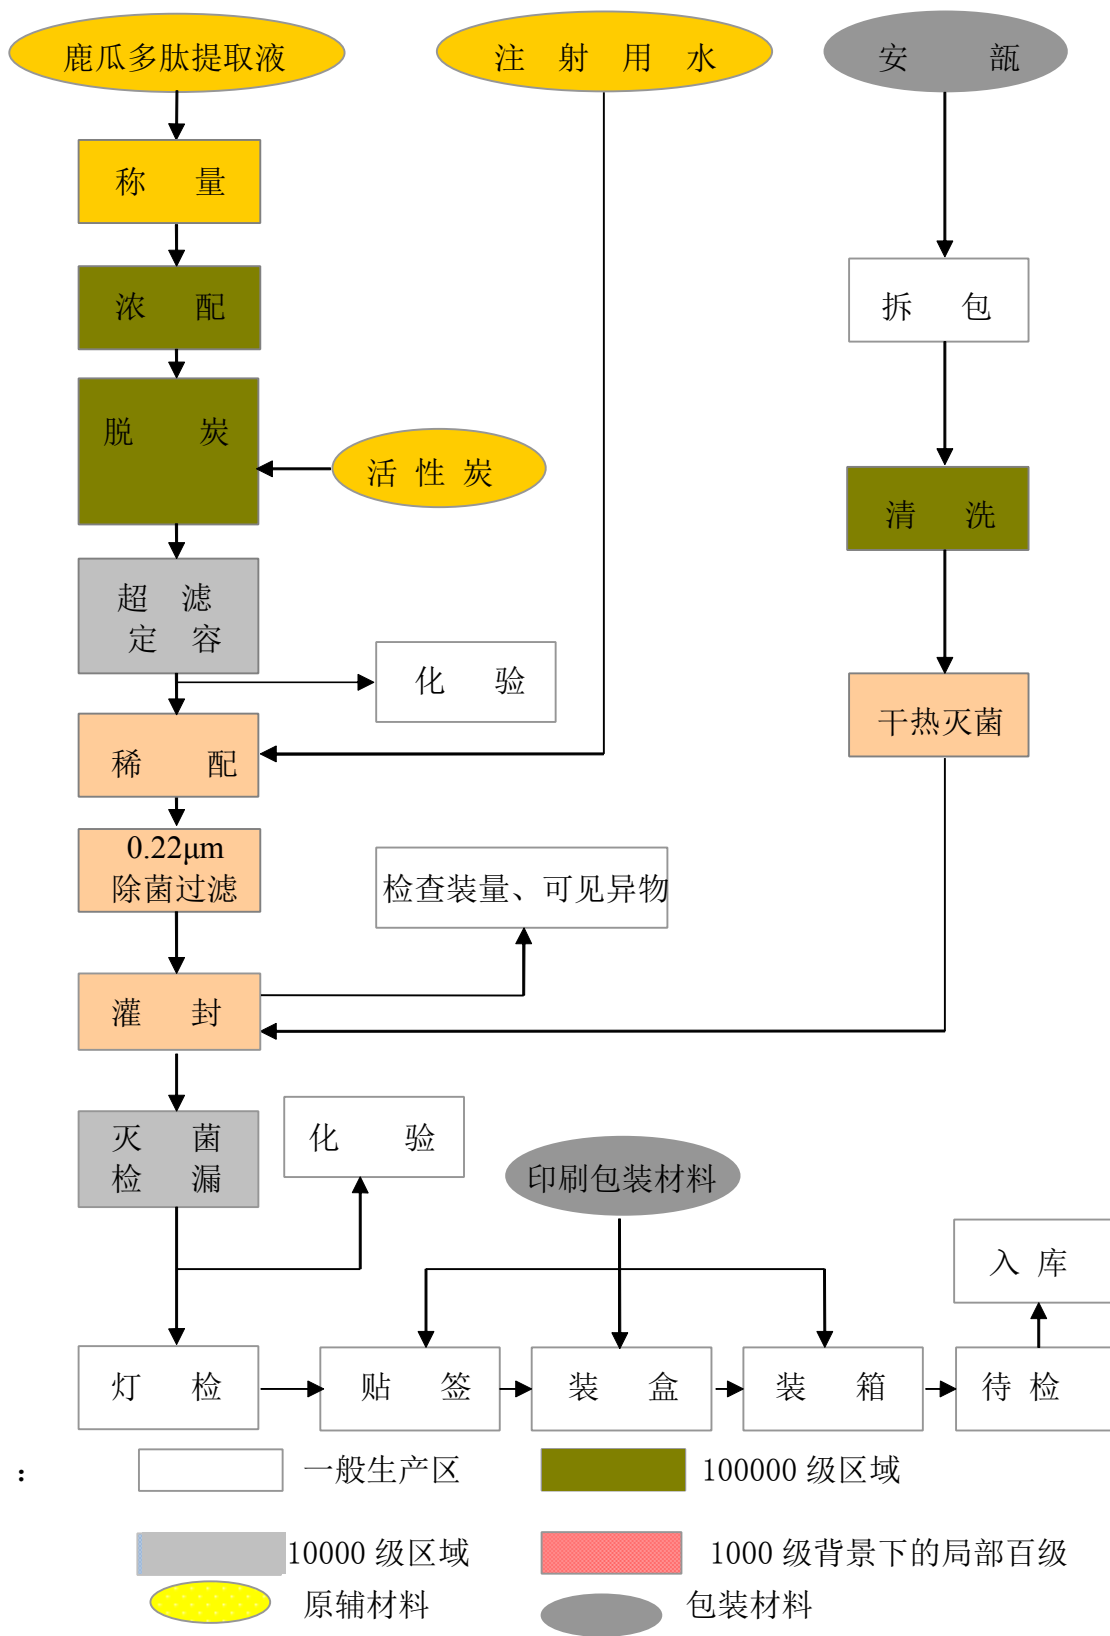 鹿瓜多肽提取液
注 射 用 水
安 瓿
称 量
浓 配
拆 包
脱 炭
活 性 炭
清 洗
超 滤
定 容
化 验
干热灭菌
稀 配
0.22μm
除菌过滤
检查装量、可见异物
灌 封
灭 菌
检 漏
化 验
印刷包装材料
入 库
灯 检
贴 签
装 盒
装 箱
待 检
：
一般生产区
100000 级区域
10000 级区域
1000 级背景下的局部百级
原辅材料
包装材料